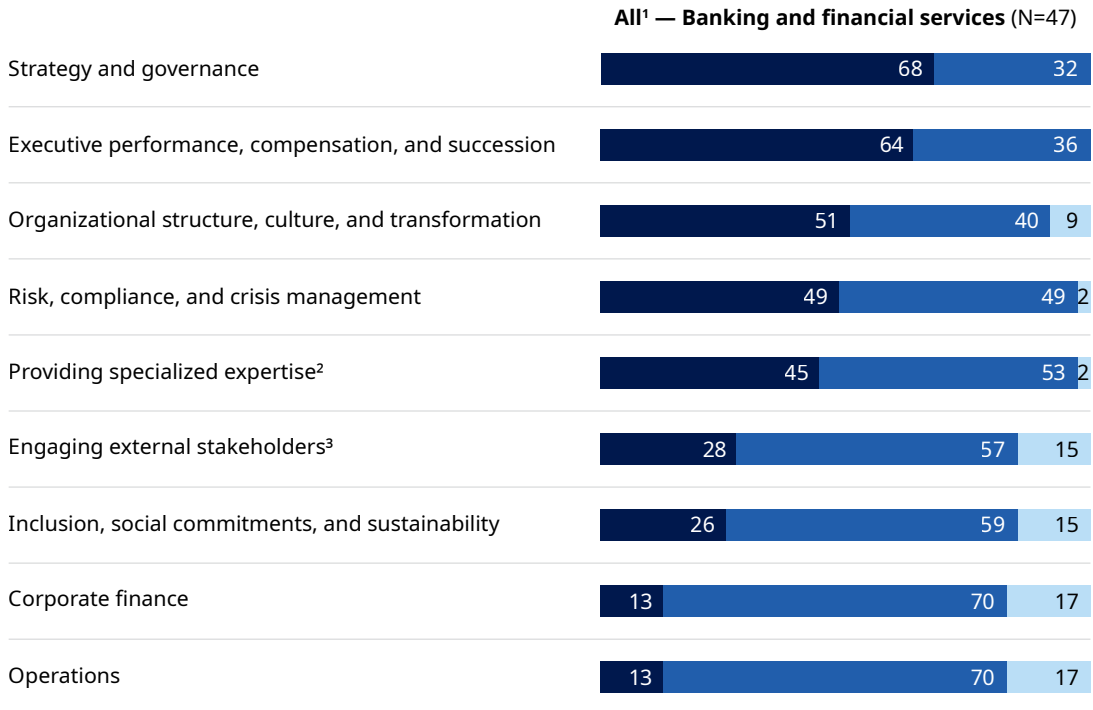 All¹ — Banking and financial services (N=47)
Strategy and governance 68 32
Executive performance, compensation, and succession 64 36
Organizational structure, culture, and transformation 51 40 9
Risk, compliance, and crisis management 49 49 2
Providing specialized expertise² 45 53 2
Engaging external stakeholders³ 28 57 15
Inclusion, social commitments, and sustainability 26 59 15
Corporate finance 13 70 17
Operations 13 70 17